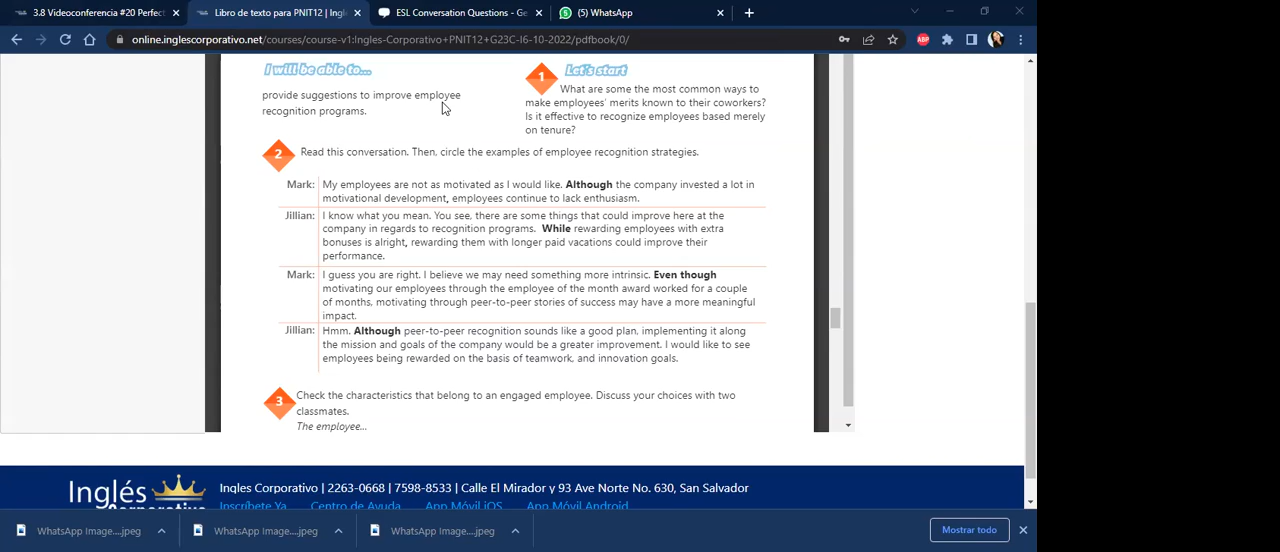 3.8 Videoconferencia #20 Perfect
Libro de texto para PNIT12 | Ingl
ESL Conversation Questions - Ge
(5) WhatsApp
online.inglescorporativo.net/courses/course-v1:Ingles-Corporativo+PNIT12+G23C-I6-10-2022/pdfbook/0/
ABP
I will be able to...
provide suggestions to improve employee
recognition programs.
1
Let's start
What are some the most common ways to
make employees' merits known to their coworkers?
Is it effective to recognize employees based merely
on tenure?
2
Read this conversation. Then, circle the examples of employee recognition strategies.
Mark:
My employees are not as motivated as I would like. Although the company invested a lot in
motivational development, employees continue to lack enthusiasm.
Jillian:
I know what you mean. You see, there are some things that could improve here at the
company in regards to recognition programs. While rewarding employees with extra
bonuses is alright, rewarding them with longer paid vacations could improve their
performance.
Mark:
I guess you are right. I believe we may need something more intrinsic. Even though
motivating our employees through the employee of the month award worked for a couple
of months, motivating through peer-to-peer stories of success may have a more meaningful
impact.
Jillian:
Hmm. Although peer-to-peer recognition sounds like a good plan, implementing it along
the mission and goals of the company would be a greater improvement. I would like to see
employees being rewarded on the basis of teamwork, and innovation goals.
3
Check the characteristics that belong to an engaged employee. Discuss your choices with two
classmates.
The employee...
Inglés
Corporativo
Ingles Corporativo | 2263-0668 | 7598-8533 | Calle El Mirador y 93 Ave Norte No. 630, San Salvador
Inscríbete Ya
Centro de Ayuda
App Móvil iOS
App Móvil Android
WhatsApp Image....jpeg
WhatsApp Image....jpeg
WhatsApp Image....jpeg
Mostrar todo